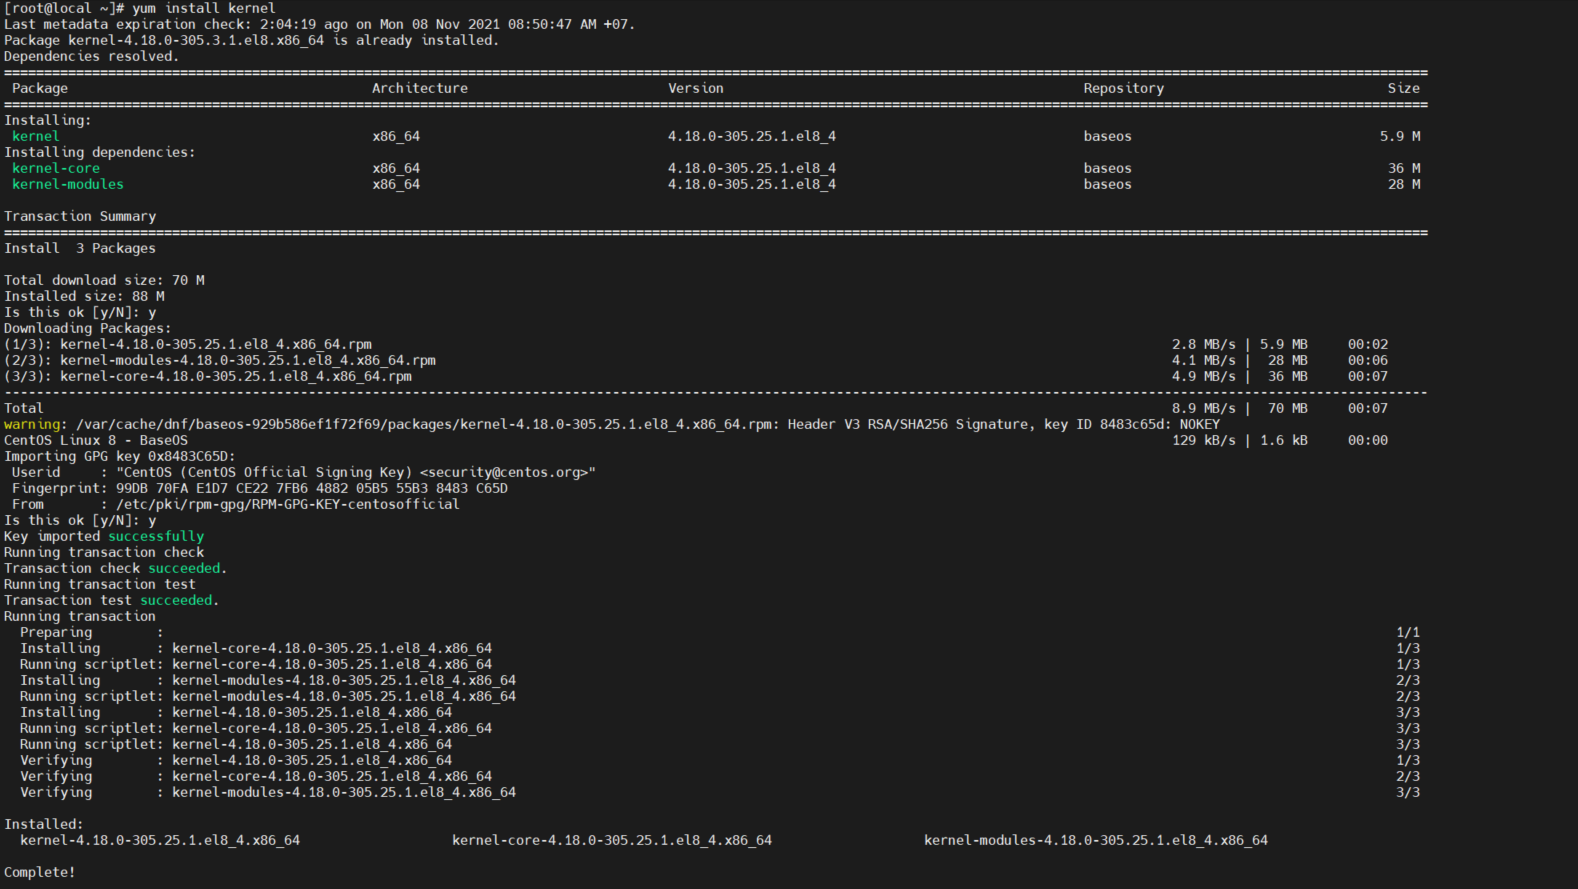 [root@local ~]# yum install kernel
Last metadata expiration check: 2:04:19 ago on Mon 08 Nov 2021 08:50:47 AM +07.
Package kernel-4.18.0-305.3.1.el8.x86_64 is already installed.
Dependencies resolved.
Package Architecture Version Repository Size
Installing:
kernel x86_64 4.18.0-305.25.1.el8_4 baseos 5.9 M
Installing dependencies:
kernel-core x86_64 4.18.0-305.25.1.el8_4 baseos 36 M
kernel-modules x86_64 4.18.0-305.25.1.el8_4 baseos 28 M
Transaction Summary
Install 3 Packages
Total download size: 70 M
Installed size: 88 M
Is this ok [y/N]: y
Downloading Packages:
(1/3): kernel-4.18.0-305.25.1.el8_4.x86_64.rpm 2.8 MB/s | 5.9 MB 00:02
(2/3): kernel-modules-4.18.0-305.25.1.el8_4.x86_64.rpm 4.1 MB/s | 28 MB 00:06
(3/3): kernel-core-4.18.0-305.25.1.el8_4.x86_64.rpm 4.9 MB/s | 36 MB 00:07
Total 8.9 MB/s | 70 MB 00:07
warning: /var/cache/dnf/baseos-929b586ef1f72f69/packages/kernel-4.18.0-305.25.1.el8_4.x86_64.rpm: Header V3 RSA/SHA256 Signature, key ID 8483c65d: NOKEY
CentOS Linux 8 - BaseOS 129 kB/s | 1.6 kB 00:00
Importing GPG key 0x8483C65D:
Userid : "CentOS (CentOS Official Signing Key) <security@centos.org>"
Fingerprint: 99DB 70FA E1D7 CE22 7FB6 4882 05B5 55B3 8483 C65D
From : /etc/pki/rpm-gpg/RPM-GPG-KEY-centosofficial
Is this ok [y/N]: y
Key imported successfully
Running transaction check
Transaction check succeeded.
Running transaction test
Transaction test succeeded.
Running transaction
Preparing : 1/1
Installing : kernel-core-4.18.0-305.25.1.el8_4.x86_64 1/3
Running scriptlet: kernel-core-4.18.0-305.25.1.el8_4.x86_64 1/3
Installing : kernel-modules-4.18.0-305.25.1.el8_4.x86_64 2/3
Running scriptlet: kernel-modules-4.18.0-305.25.1.el8_4.x86_64 2/3
Installing : kernel-4.18.0-305.25.1.el8_4.x86_64 3/3
Running scriptlet: kernel-core-4.18.0-305.25.1.el8_4.x86_64 3/3
Running scriptlet: kernel-4.18.0-305.25.1.el8_4.x86_64 3/3
Verifying : kernel-4.18.0-305.25.1.el8_4.x86_64 1/3
Verifying : kernel-core-4.18.0-305.25.1.el8_4.x86_64 2/3
Verifying : kernel-modules-4.18.0-305.25.1.el8_4.x86_64 3/3
Installed:
kernel-4.18.0-305.25.1.el8_4.x86_64 kernel-core-4.18.0-305.25.1.el8_4.x86_64 kernel-modules-4.18.0-305.25.1.el8_4.x86_64
Complete!